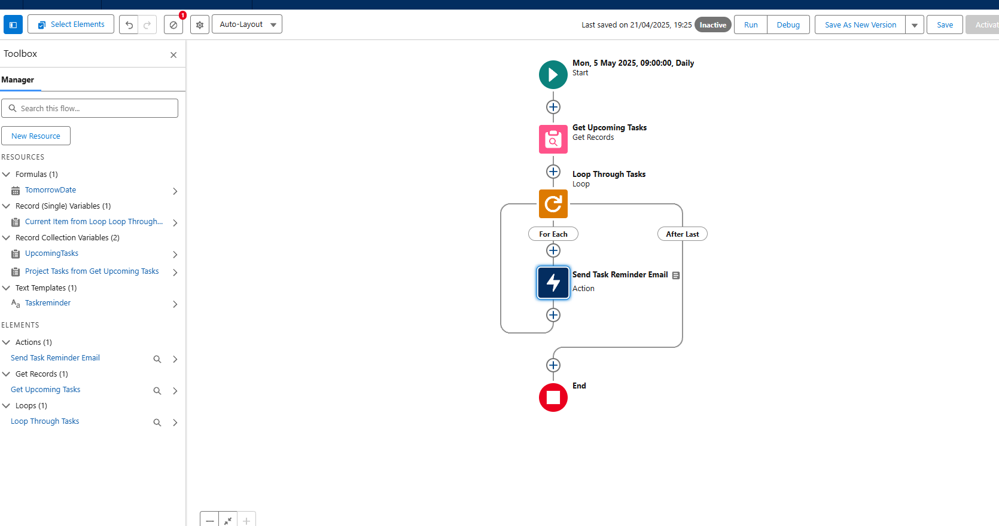 Select Elements
1
Auto-Layout
Last saved on 21/04/2025, 19:25
Inactive
Run
Debug
Save As New Version
Save
Activat
Toolbox
Manager
Search this flow...
New Resource
RESOURCES
Formulas (1)
TomorrowDate
Record (Single) Variables (1)
Current Item from Loop Loop Through...
Record Collection Variables (2)
UpcomingTasks
Project Tasks from Get Upcoming Tasks
Text Templates (1)
Aa
Taskreminder
ELEMENTS
Actions (1)
Send Task Reminder Email
Get Records (1)
Get Upcoming Tasks
Loops (1)
Loop Through Tasks
Mon, 5 May 2025, 09:00:00, Daily
Start
Get Upcoming Tasks
Get Records
Loop Through Tasks
Loop
For Each
After Last
Send Task Reminder Email
Action
End